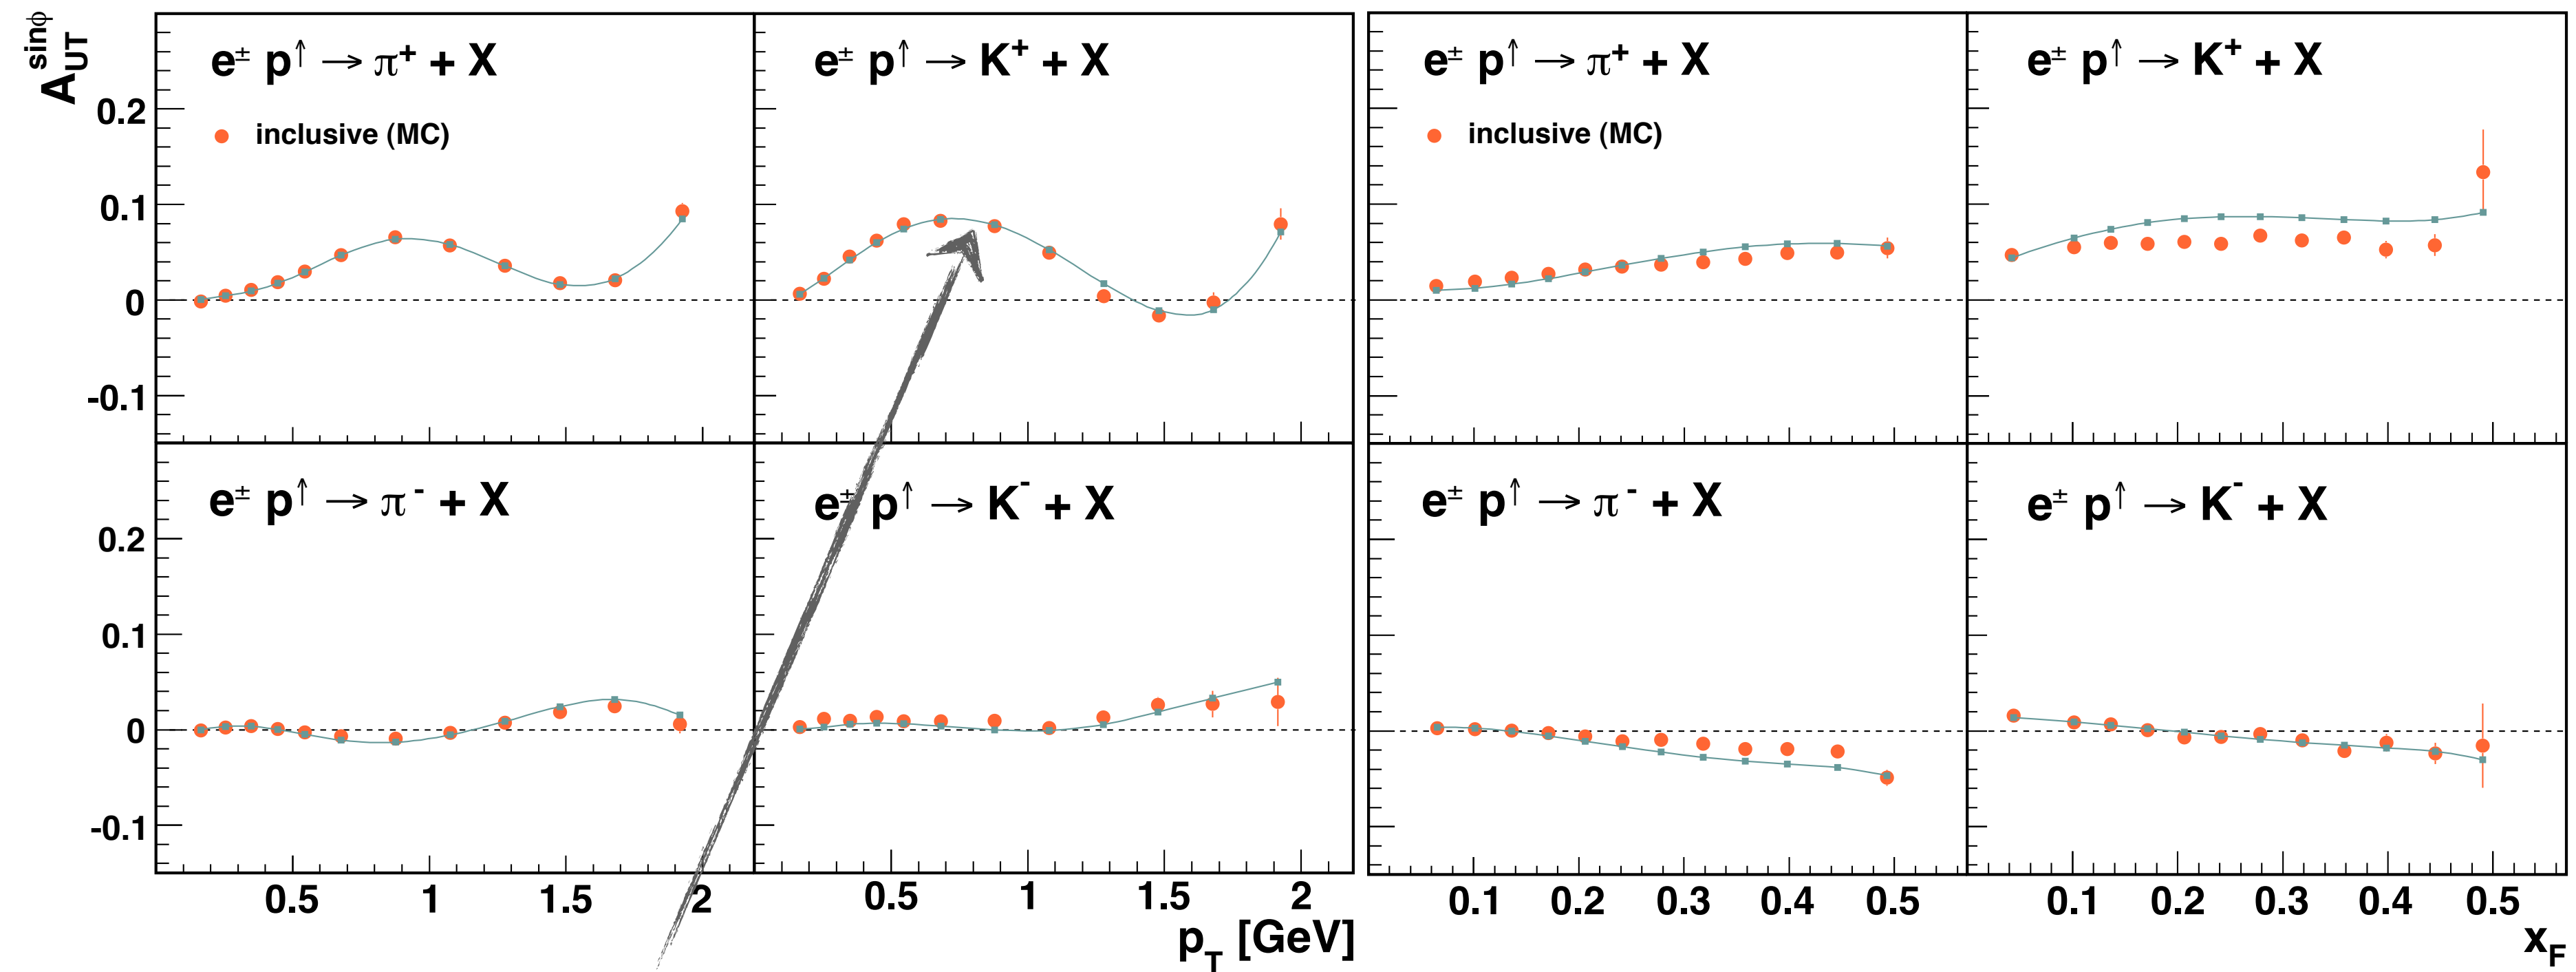 A_UT^sinϕ
e± p↑ → π+ + X
e± p↑ → K+ + X
e± p↑ → π+ + X
e± p↑ → K+ + X
inclusive (MC)
inclusive (MC)
0.2
0.1
0
-0.1
e± p↑ → π- + X
e± p↑ → K- + X
e± p↑ → π- + X
e± p↑ → K- + X
0.2
0.1
0
-0.1
0.5 1 1.5 2
0.5 1 1.5 2
0.1 0.2 0.3 0.4 0.5
0.1 0.2 0.3 0.4 0.5
p_T [GeV]
x_F